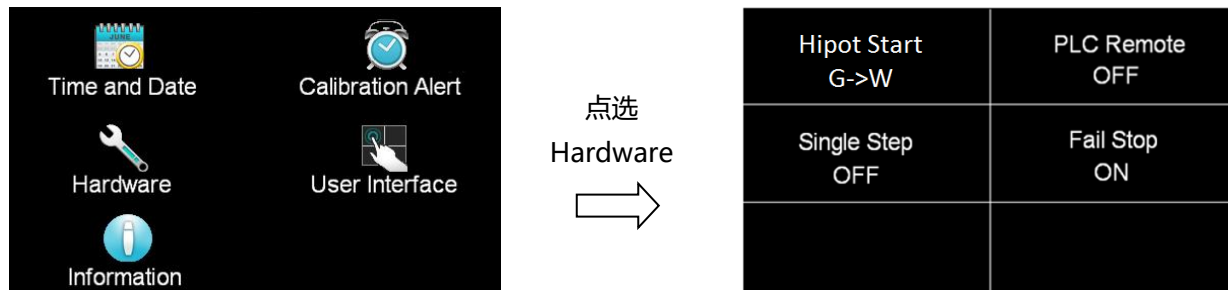 JUNE
Time and Date
Calibration Alert
Hardware
User Interface
Information
点选
Hardware
Hipot Start
G->W
PLC Remote
OFF
Single Step
OFF
Fail Stop
ON